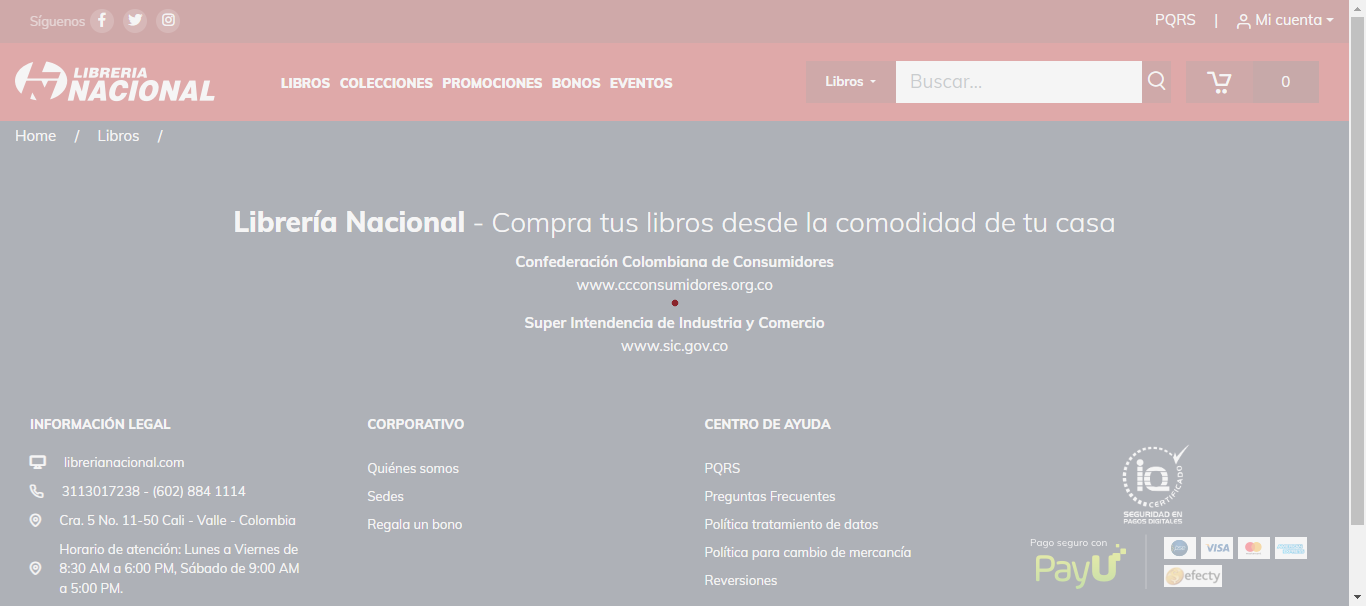 Síguenos
PQRS | Mi cuenta
LIBRERIA
NACIONAL
LIBROS COLECCIONES PROMOCIONES BONOS EVENTOS
Libros
Buscar...
0
Home / Libros /
Librería Nacional - Compra tus libros desde la comodidad de tu casa
Confederación Colombiana de Consumidores
www.ccconsumidores.org.co
Super Intendencia de Industria y Comercio
www.sic.gov.co
INFORMACIÓN LEGAL
librerianacional.com
3113017238 - (602) 884 1114
Cra. 5 No. 11-50 Cali - Valle - Colombia
Horario de atención: Lunes a Viernes de
8:30 AM a 6:00 PM, Sábado de 9:00 AM
a 5:00 PM.
CORPORATIVO
Quiénes somos
Sedes
Regala un bono
CENTRO DE AYUDA
PQRS
Preguntas Frecuentes
Política tratamiento de datos
Política para cambio de mercancía
Reversiones
iQ
CERTIFICADO
SEGURIDAD EN
PAGOS DIGITALES
Pago seguro con
PayU
VISA
efecty